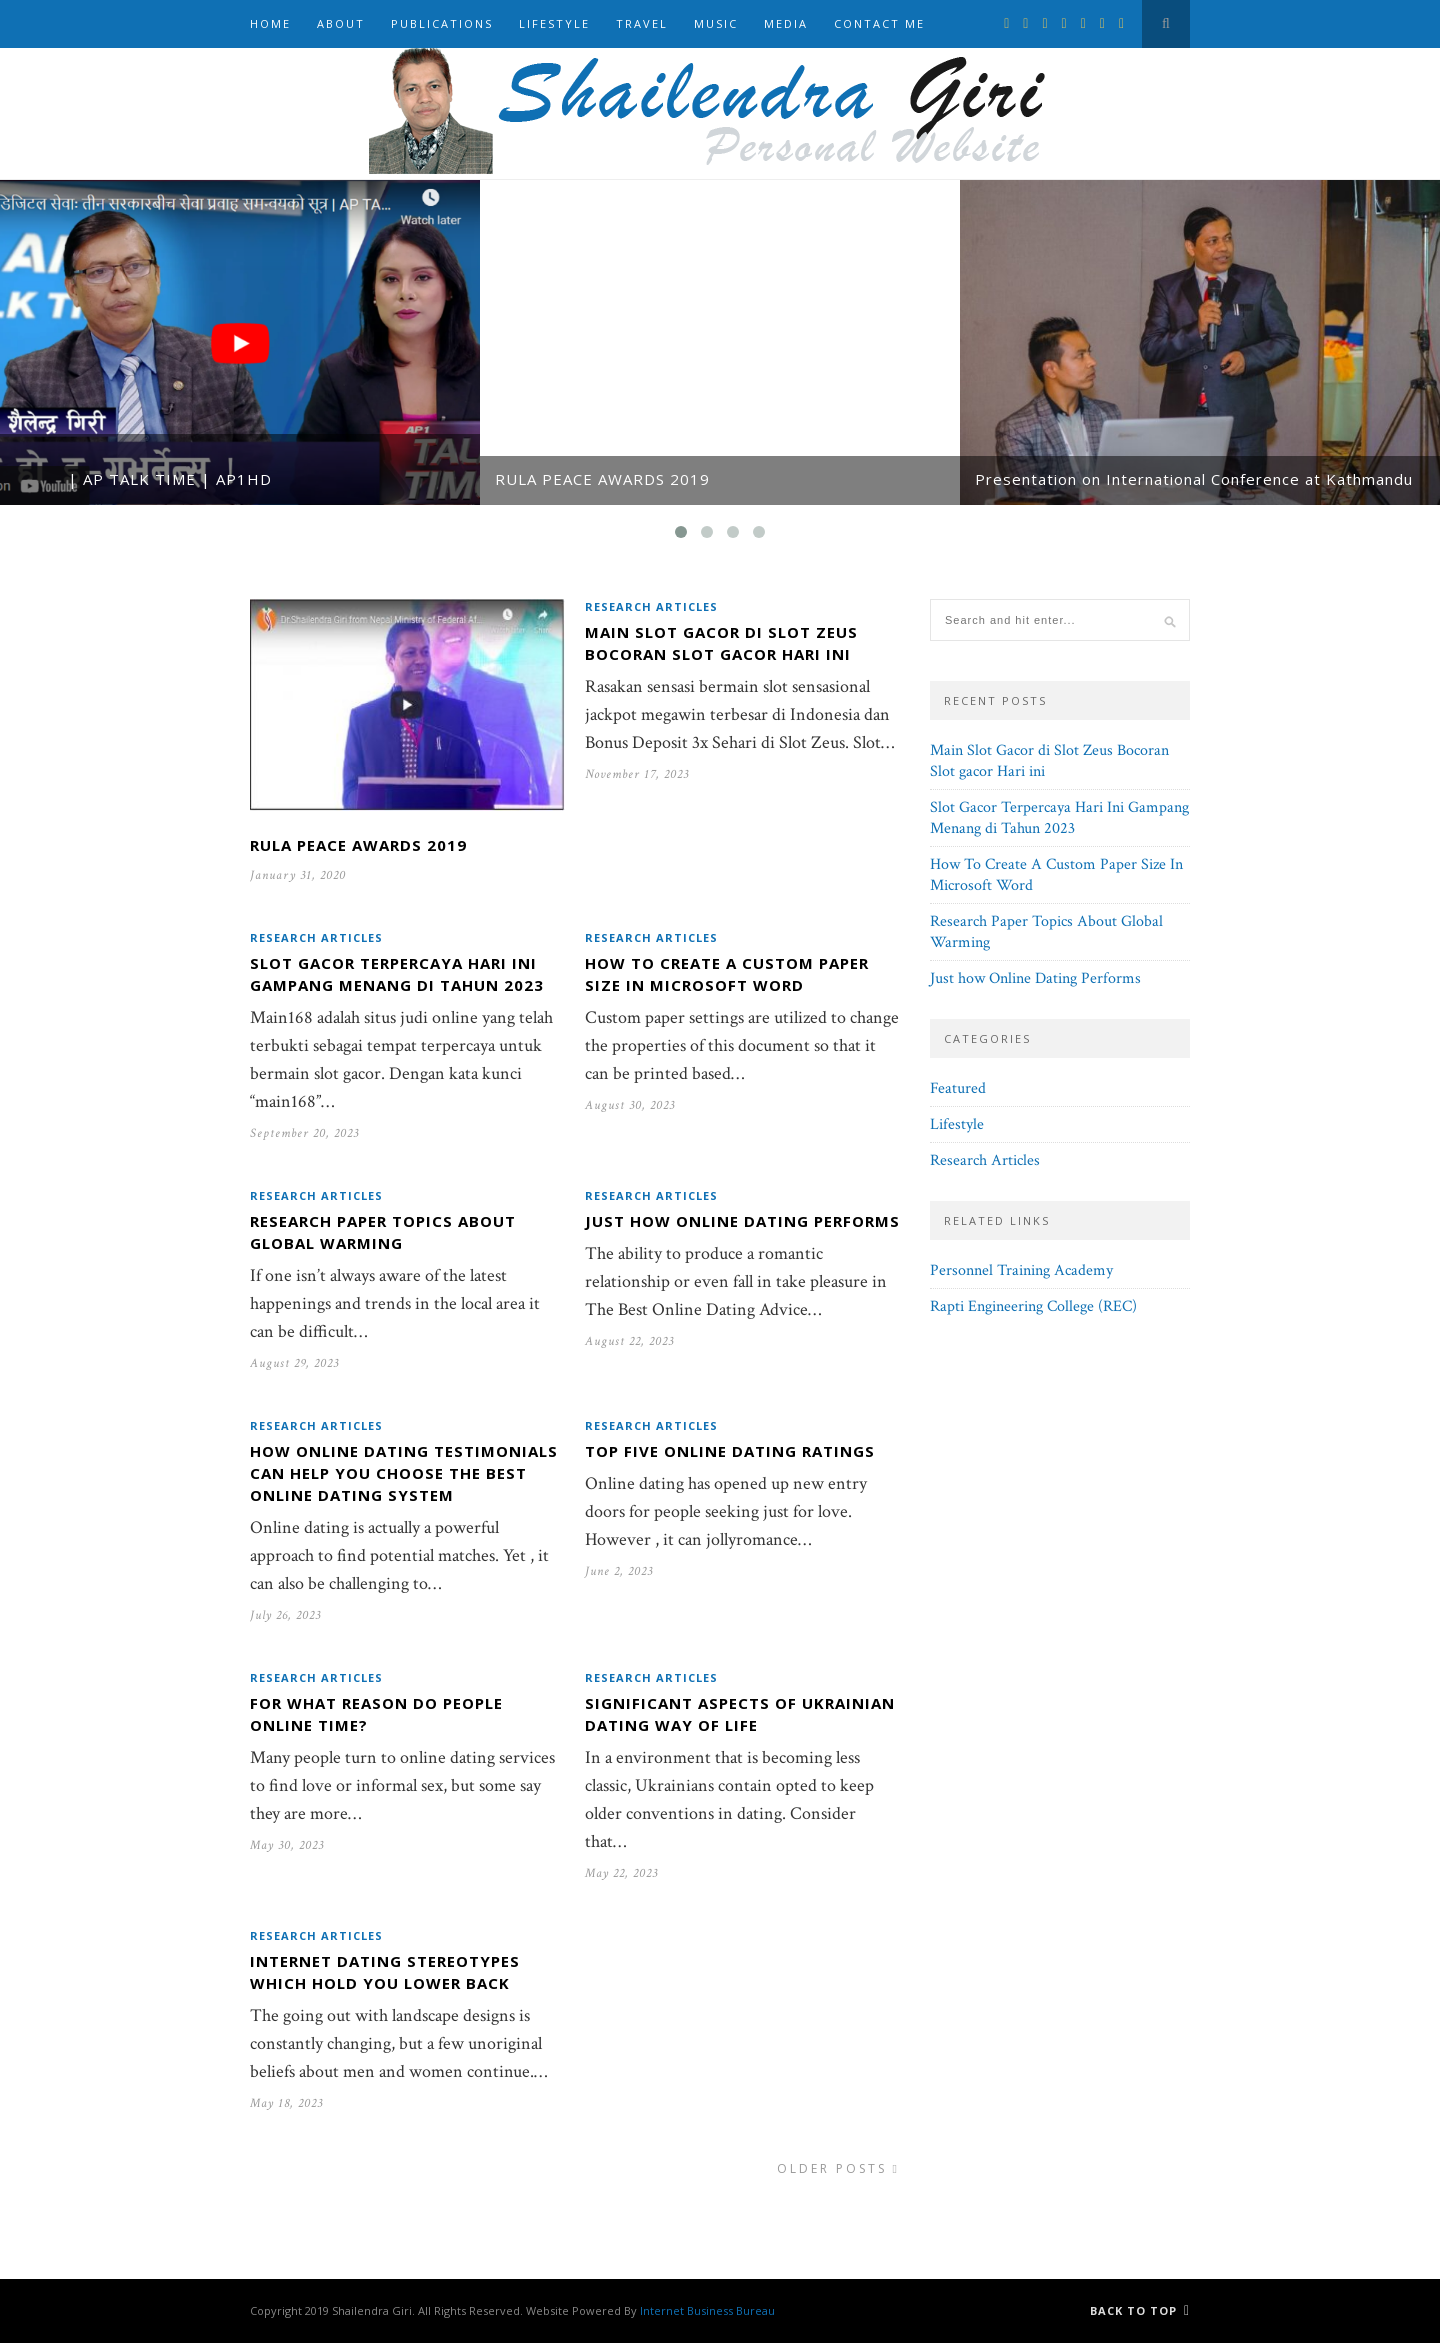 HOME ABOUT PUBLICATIONS LIFESTYLE TRAVEL MUSIC MEDIA CONTACT ME
Shailendra Giri
Personal Website
डिजिटल सेवाः तीन सरकारबीच सेवा प्रवाह समन्वयको सूत्र | AP TA...
Watch later
शैलेन्द्र गिरी
AP1
TALK
TIME
YouTube
| AP TALK TIME | AP1HD
RULA PEACE AWARDS 2019
Presentation on International Conference at Kathmandu
Dr.Shailendra Giri from Nepal Ministry of Federal Af..
RULA PEACE AWARDS 2019
January 31, 2020
RESEARCH ARTICLES
MAIN SLOT GACOR DI SLOT ZEUS
BOCORAN SLOT GACOR HARI INI
Rasakan sensasi bermain slot sensasional
jackpot megawin terbesar di Indonesia dan
Bonus Deposit 3x Sehari di Slot Zeus. Slot…
November 17, 2023
RESEARCH ARTICLES
SLOT GACOR TERPERCAYA HARI INI
GAMPANG MENANG DI TAHUN 2023
Main168 adalah situs judi online yang telah
terbukti sebagai tempat terpercaya untuk
bermain slot gacor. Dengan kata kunci
“main168”…
September 20, 2023
RESEARCH ARTICLES
HOW TO CREATE A CUSTOM PAPER
SIZE IN MICROSOFT WORD
Custom paper settings are utilized to change
the properties of this document so that it
can be printed based…
August 30, 2023
RESEARCH ARTICLES
RESEARCH PAPER TOPICS ABOUT
GLOBAL WARMING
If one isn’t always aware of the latest
happenings and trends in the local area it
can be difficult…
August 29, 2023
RESEARCH ARTICLES
JUST HOW ONLINE DATING PERFORMS
The ability to produce a romantic
relationship or even fall in take pleasure in
The Best Online Dating Advice…
August 22, 2023
RESEARCH ARTICLES
HOW ONLINE DATING TESTIMONIALS
CAN HELP YOU CHOOSE THE BEST
ONLINE DATING SYSTEM
Online dating is actually a powerful
approach to find potential matches. Yet , it
can also be challenging to…
July 26, 2023
RESEARCH ARTICLES
TOP FIVE ONLINE DATING RATINGS
Online dating has opened up new entry
doors for people seeking just for love.
However , it can jollyromance…
June 2, 2023
RESEARCH ARTICLES
FOR WHAT REASON DO PEOPLE
ONLINE TIME?
Many people turn to online dating services
to find love or informal sex, but some say
they are more…
May 30, 2023
RESEARCH ARTICLES
SIGNIFICANT ASPECTS OF UKRAINIAN
DATING WAY OF LIFE
In a environment that is becoming less
classic, Ukrainians contain opted to keep
older conventions in dating. Consider
that…
May 22, 2023
RESEARCH ARTICLES
INTERNET DATING STEREOTYPES
WHICH HOLD YOU LOWER BACK
The going out with landscape designs is
constantly changing, but a few unoriginal
beliefs about men and women continue.…
May 18, 2023
OLDER POSTS
Search and hit enter...
RECENT POSTS
Main Slot Gacor di Slot Zeus Bocoran
Slot gacor Hari ini
Slot Gacor Terpercaya Hari Ini Gampang
Menang di Tahun 2023
How To Create A Custom Paper Size In
Microsoft Word
Research Paper Topics About Global
Warming
Just how Online Dating Performs
CATEGORIES
Featured
Lifestyle
Research Articles
RELATED LINKS
Personnel Training Academy
Rapti Engineering College (REC)
Copyright 2019 Shailendra Giri. All Rights Reserved. Website Powered By Internet Business Bureau
BACK TO TOP